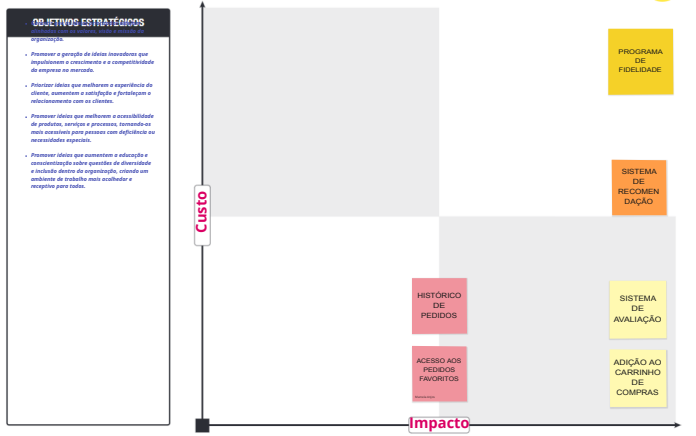 OBJETIVOS ESTRATÉGICOS
organização.
Promover a geração de ideias inovadoras que
impulsionem o crescimento e a competitividade
da empresa no mercado.
Priorizar ideias que melhorem a experiência do
cliente, aumentem a satisfação e fortaleçam o
relacionamento com os clientes.
Promover ideias que melhorem a acessibilidade
de produtos, serviços e processos, tornando-os
mais acessíveis para pessoas com deficiência ou
necessidades especiais.
Promover ideias que aumentem a educação e
conscientização sobre questões de diversidade
e inclusão dentro da organização, criando um
ambiente de trabalho mais acolhedor e
receptivo para todos.
Custo
PROGRAMA
DE
FIDELIDADE
SISTEMA
DE
RECOMEN
DAÇÃO
HISTÓRICO
DE
PEDIDOS
SISTEMA
DE
AVALIAÇÃO
ACESSO AOS
PEDIDOS
FAVORITOS
ADIÇÃO AO
CARRINHO
DE
COMPRAS
Impacto